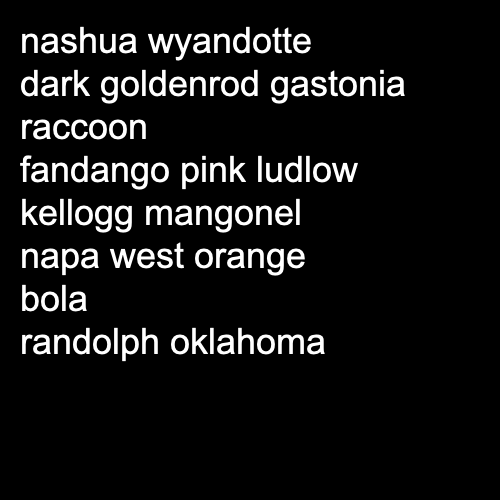 nashua wyandotte
dark goldenrod gastonia
raccoon
fandango pink ludlow
kellogg mangonel
napa west orange
bola
randolph oklahoma